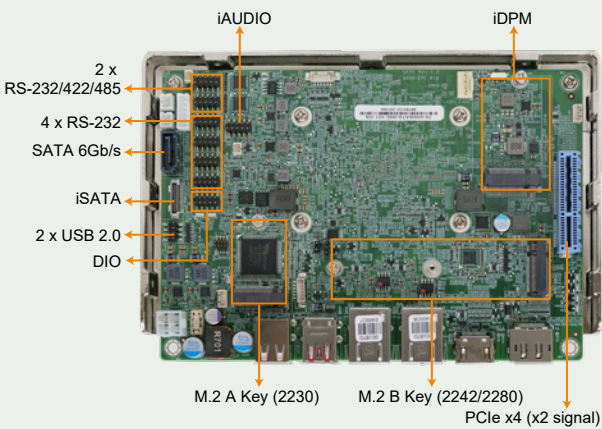 iAUDIO
iDPM
2 x
RS-232/422/485
4 x RS-232
SATA 6Gb/s
iSATA
2 x USB 2.0
DIO
R701
M.2 A Key (2230)
M.2 B Key (2242/2280)
PCIe x4 (x2 signal)